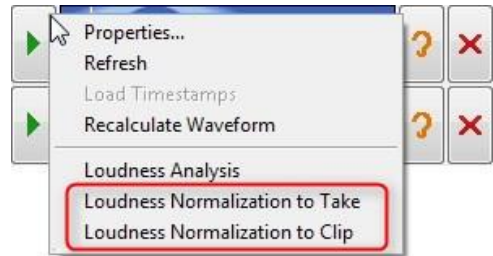 Properties...
Refresh
Load Timestamps
Recalculate Waveform
Loudness Analysis
Loudness Normalization to Take
Loudness Normalization to Clip